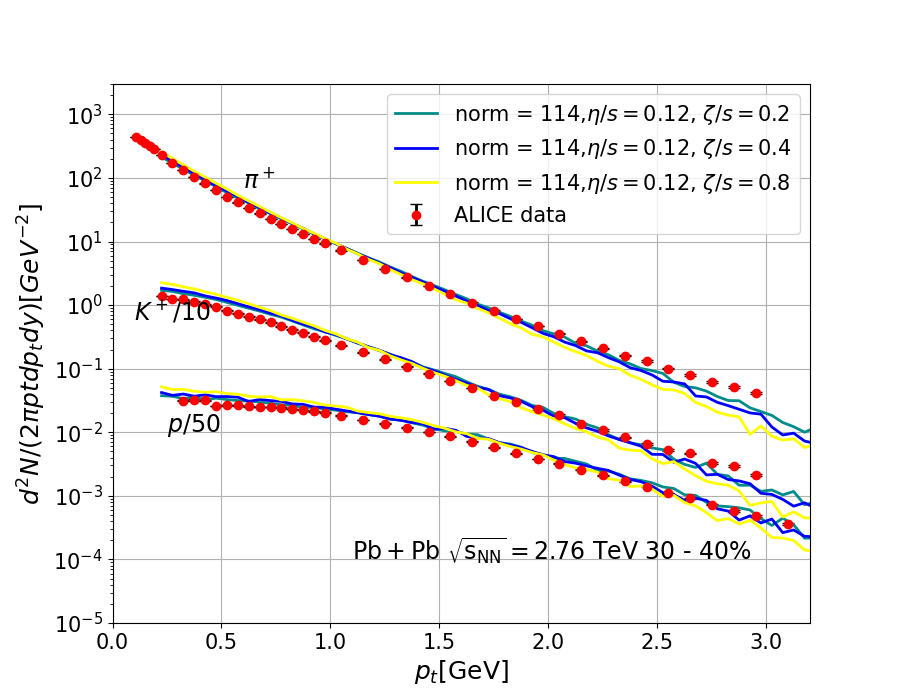 norm = 114,η/s = 0.12, ζ/s = 0.2
norm = 114,η/s = 0.12, ζ/s = 0.4
norm = 114,η/s = 0.12, ζ/s = 0.8
ALICE data
π⁺
K⁺/10
p/50
Pb + Pb √s_NN = 2.76 TeV 30 - 40%
d²N/(2πptdp_tdy)[GeV⁻²]
10³
10²
10¹
10⁰
10⁻¹
10⁻²
10⁻³
10⁻⁴
10⁻⁵
0.0 0.5 1.0 1.5 2.0 2.5 3.0
p_t[GeV]